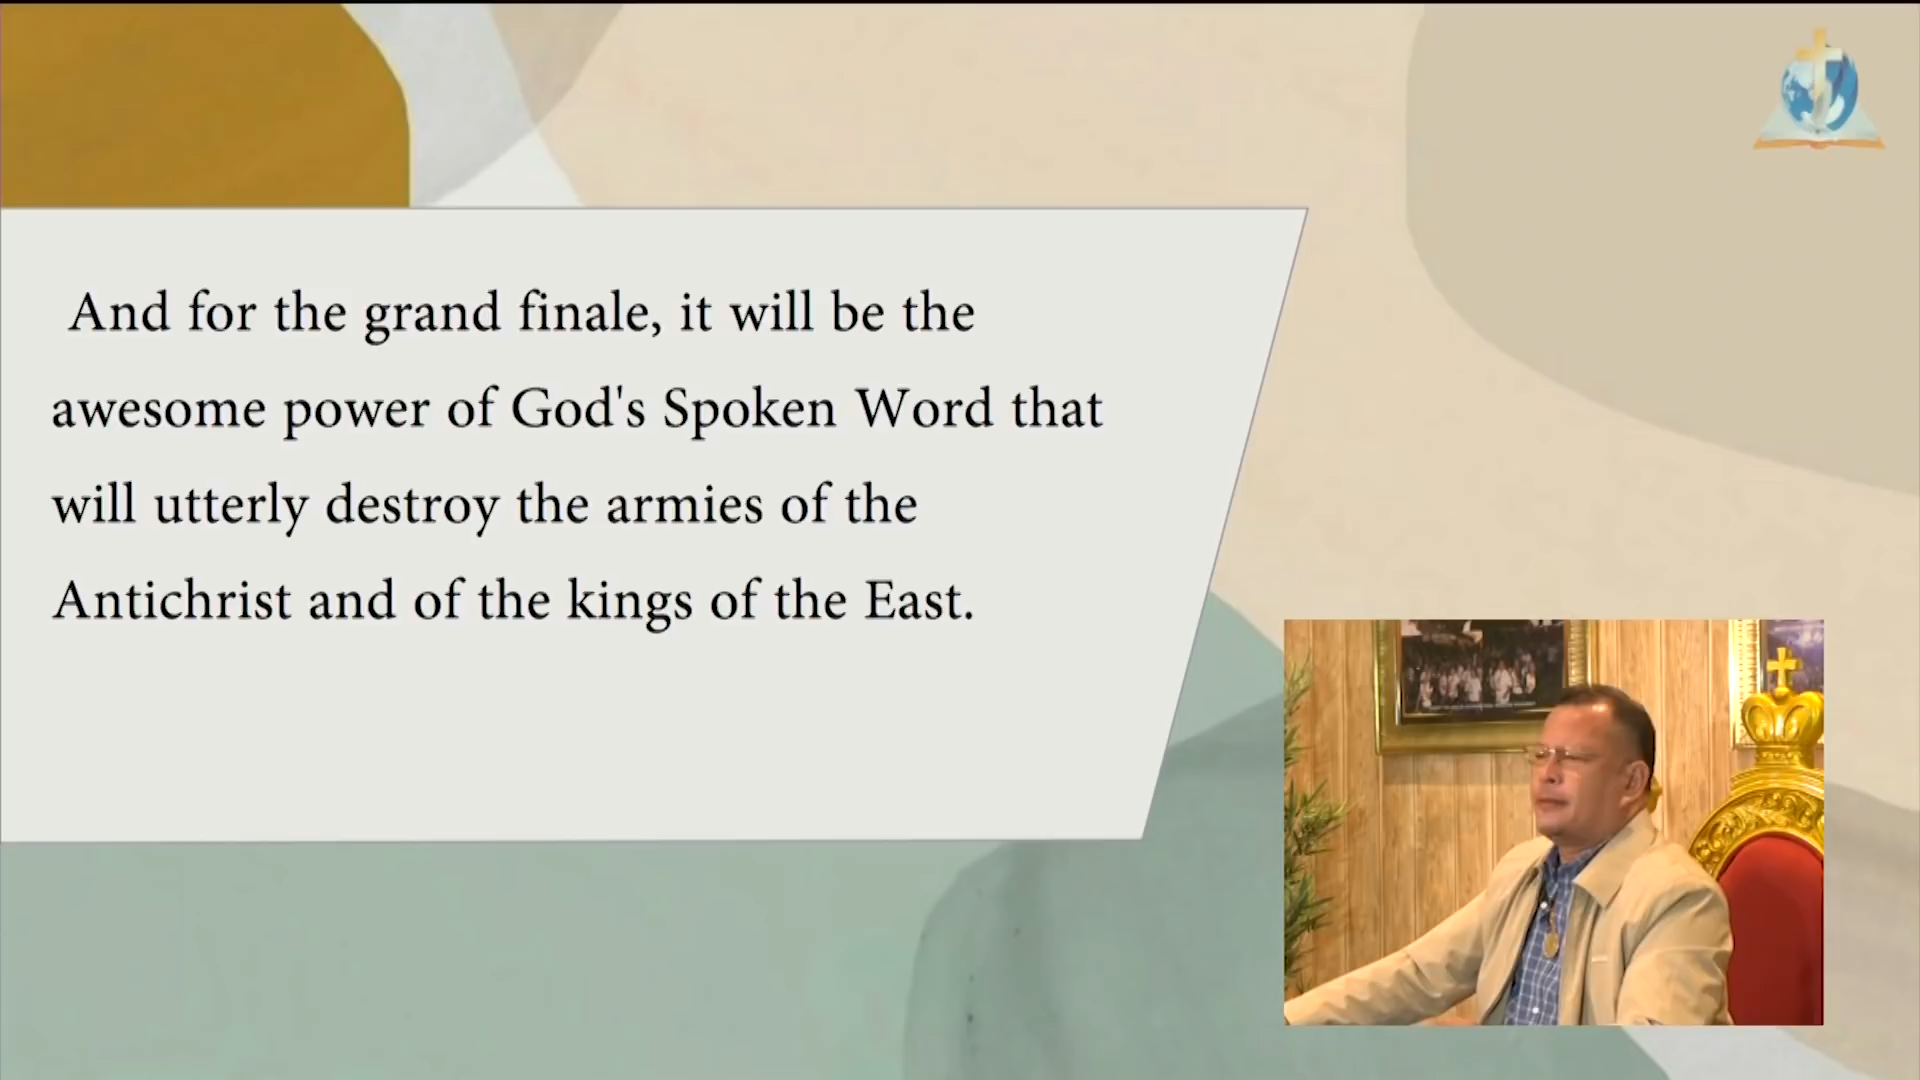 And for the grand finale, it will be the
awesome power of God's Spoken Word that
will utterly destroy the armies of the
Antichrist and of the kings of the East.